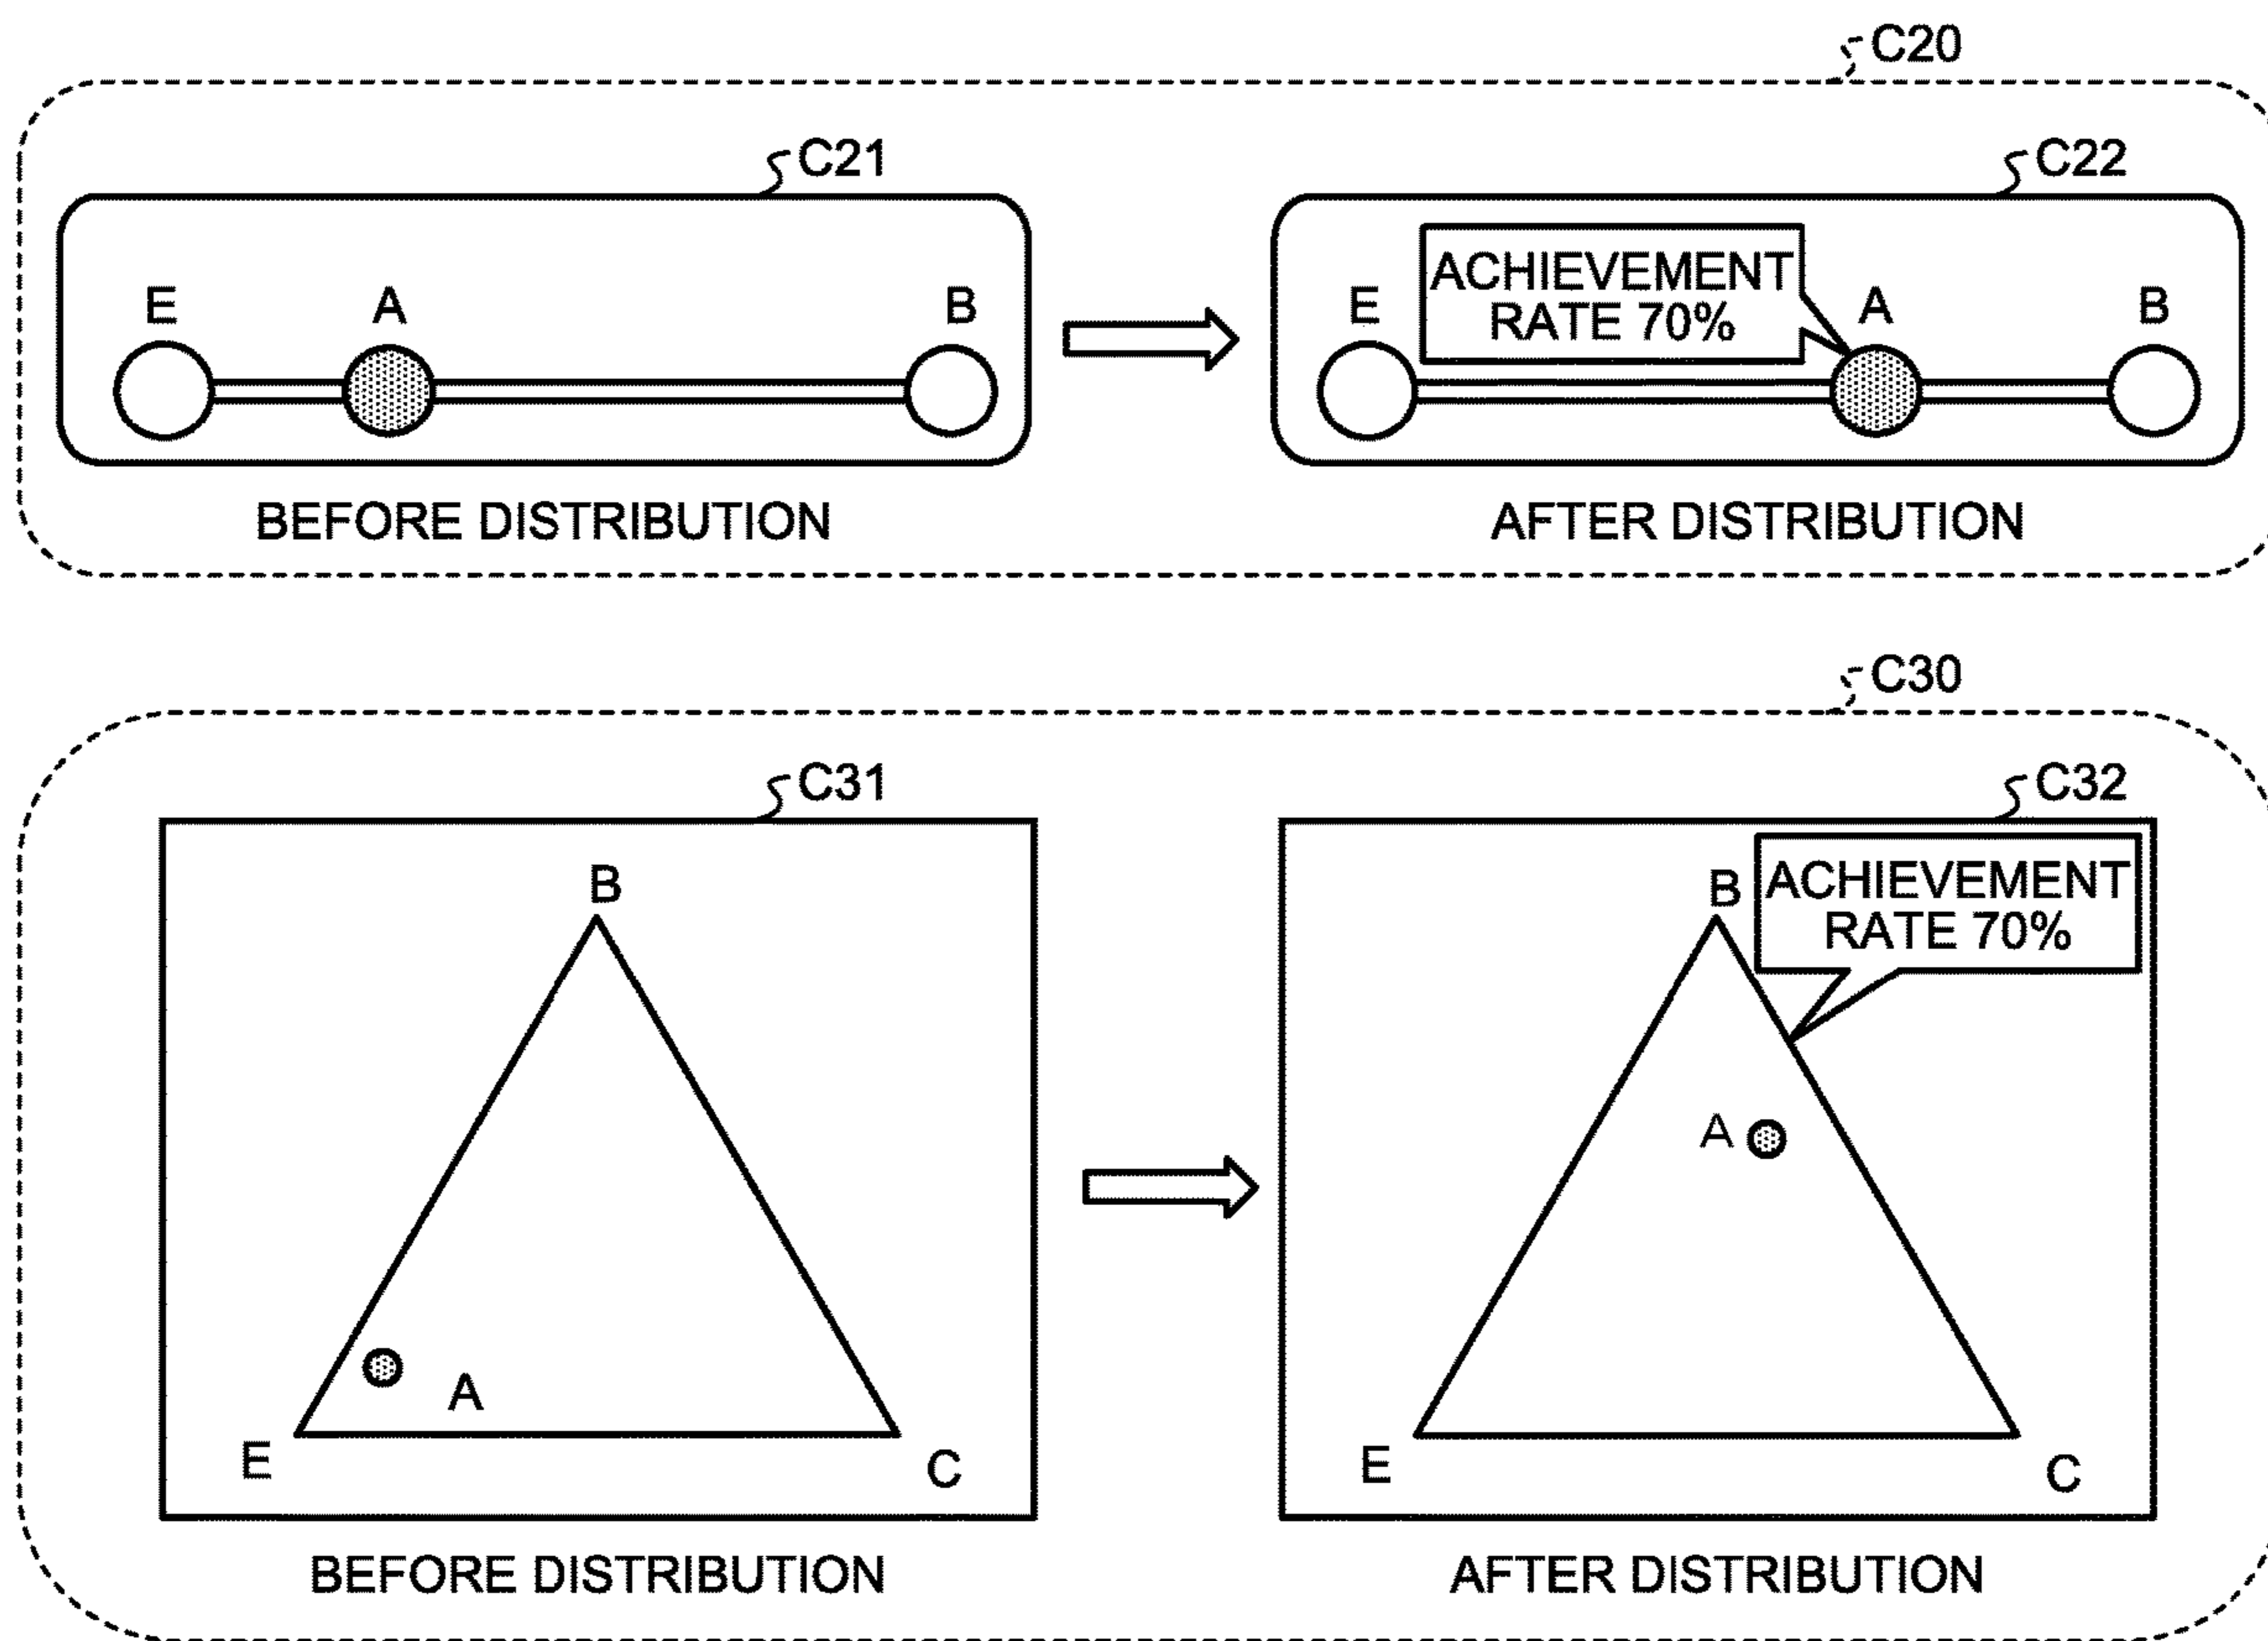 C20
C21
E A B
BEFORE DISTRIBUTION
C22
ACHIEVEMENT
RATE 70%
E A B
AFTER DISTRIBUTION
C30
C31
B
A
E
C
BEFORE DISTRIBUTION
C32
B
ACHIEVEMENT
RATE 70%
A
E
C
AFTER DISTRIBUTION